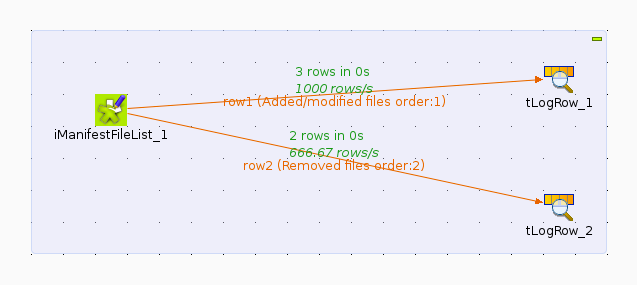 3 rows in 0s
1000 rows/s
row1 (Added/modified files order:1)
tLogRow_1
iManifestFileList_1
2 rows in 0s
666.67 rows/s
row2 (Removed files order:2)
tLogRow_2